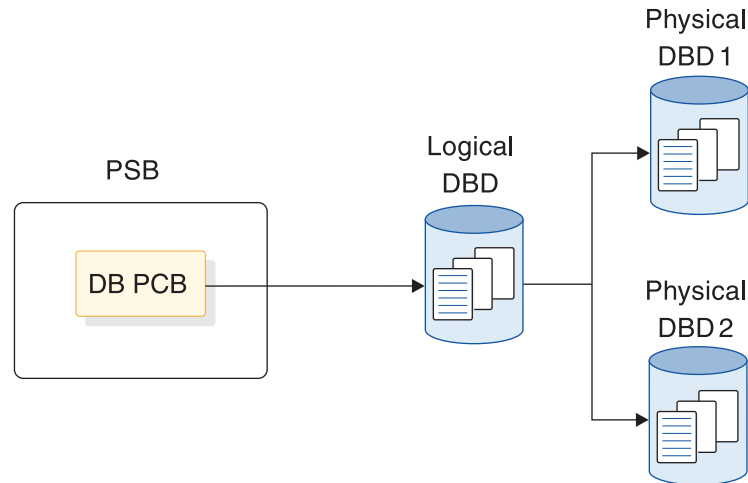 PSB
DB PCB
Logical
DBD
Physical
DBD 1
Physical
DBD 2